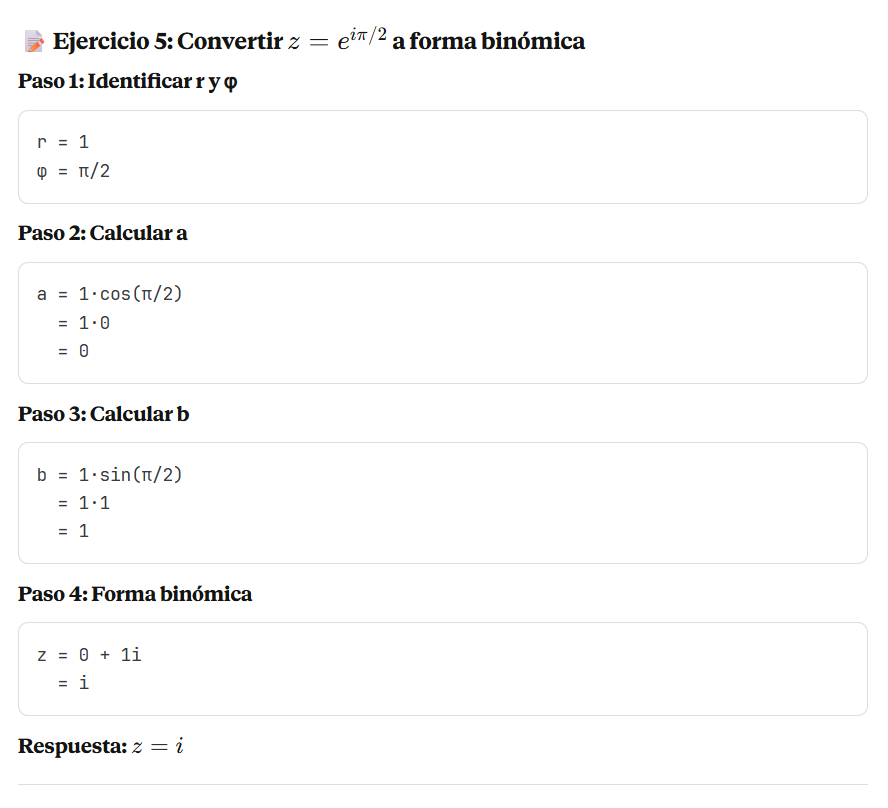 📝 Ejercicio 5: Convertir z = e^{iπ/2} a forma binómica
Paso 1: Identificar r y φ
r = 1
φ = π/2
Paso 2: Calcular a
a = 1·cos(π/2)
  = 1·0
  = 0
Paso 3: Calcular b
b = 1·sin(π/2)
  = 1·1
  = 1
Paso 4: Forma binómica
z = 0 + 1i
  = i
Respuesta: z = i